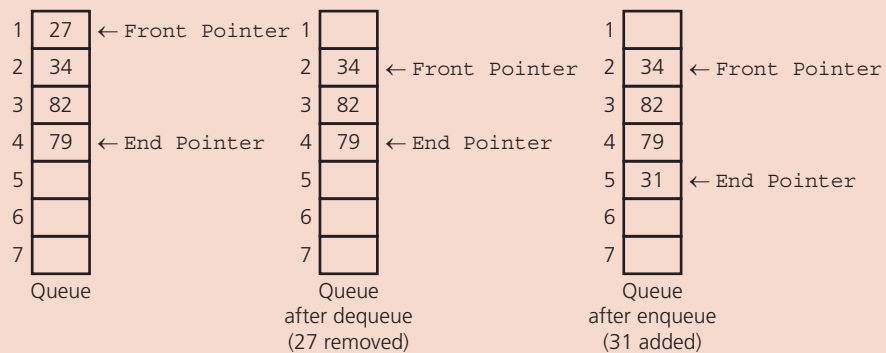 1 27 ← Front Pointer
2 34
3 82
4 79 ← End Pointer
5
6
7
Queue
1
2 34 ← Front Pointer
3 82
4 79 ← End Pointer
5
6
7
Queue
after dequeue
(27 removed)
1
2 34 ← Front Pointer
3 82
4 79
5 31 ← End Pointer
6
7
Queue
after enqueue
(31 added)